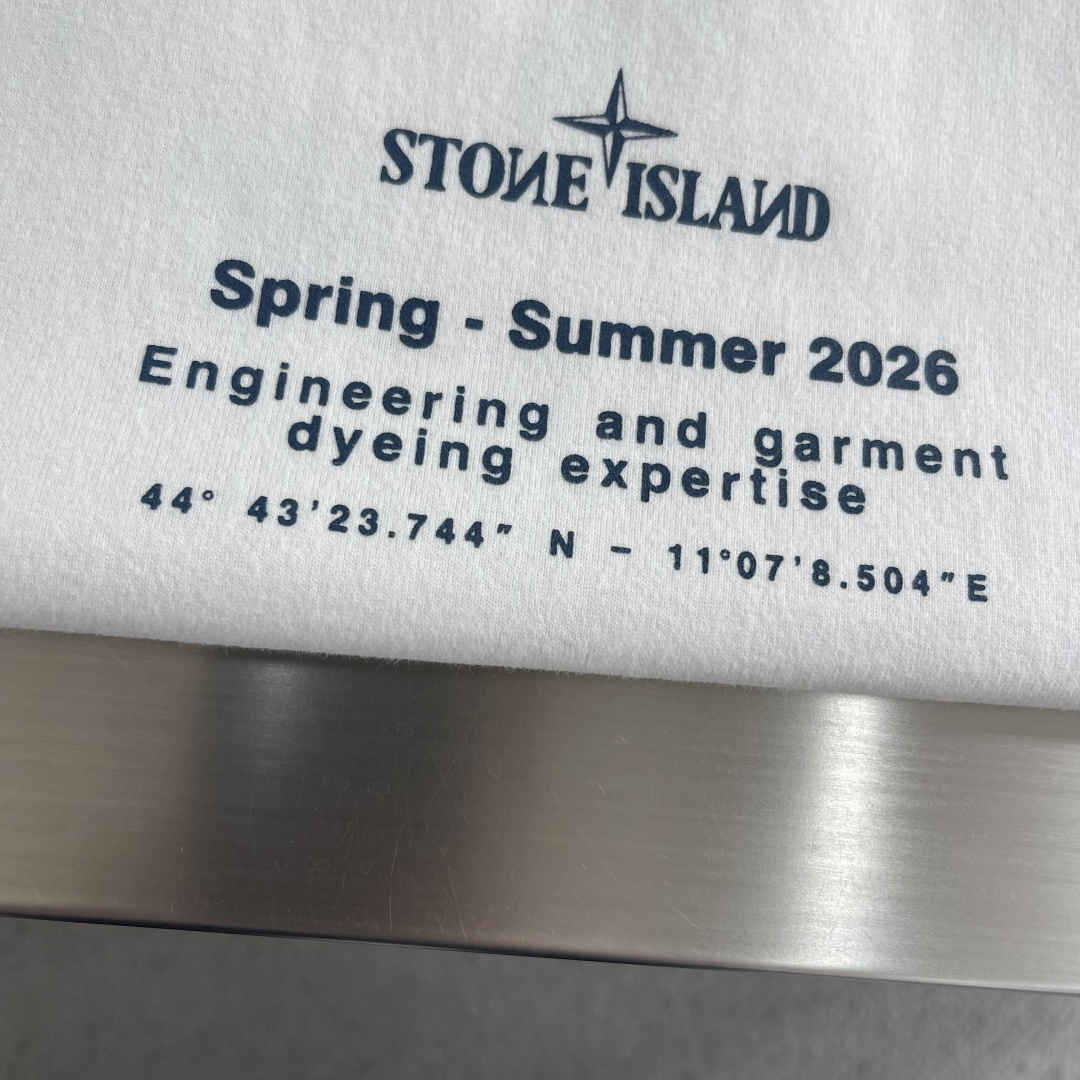 STONE ISLAND
Spring - Summer 2026
Engineering and garment
dyeing expertise
44° 43'23.744" N - 11°07'8.504"E